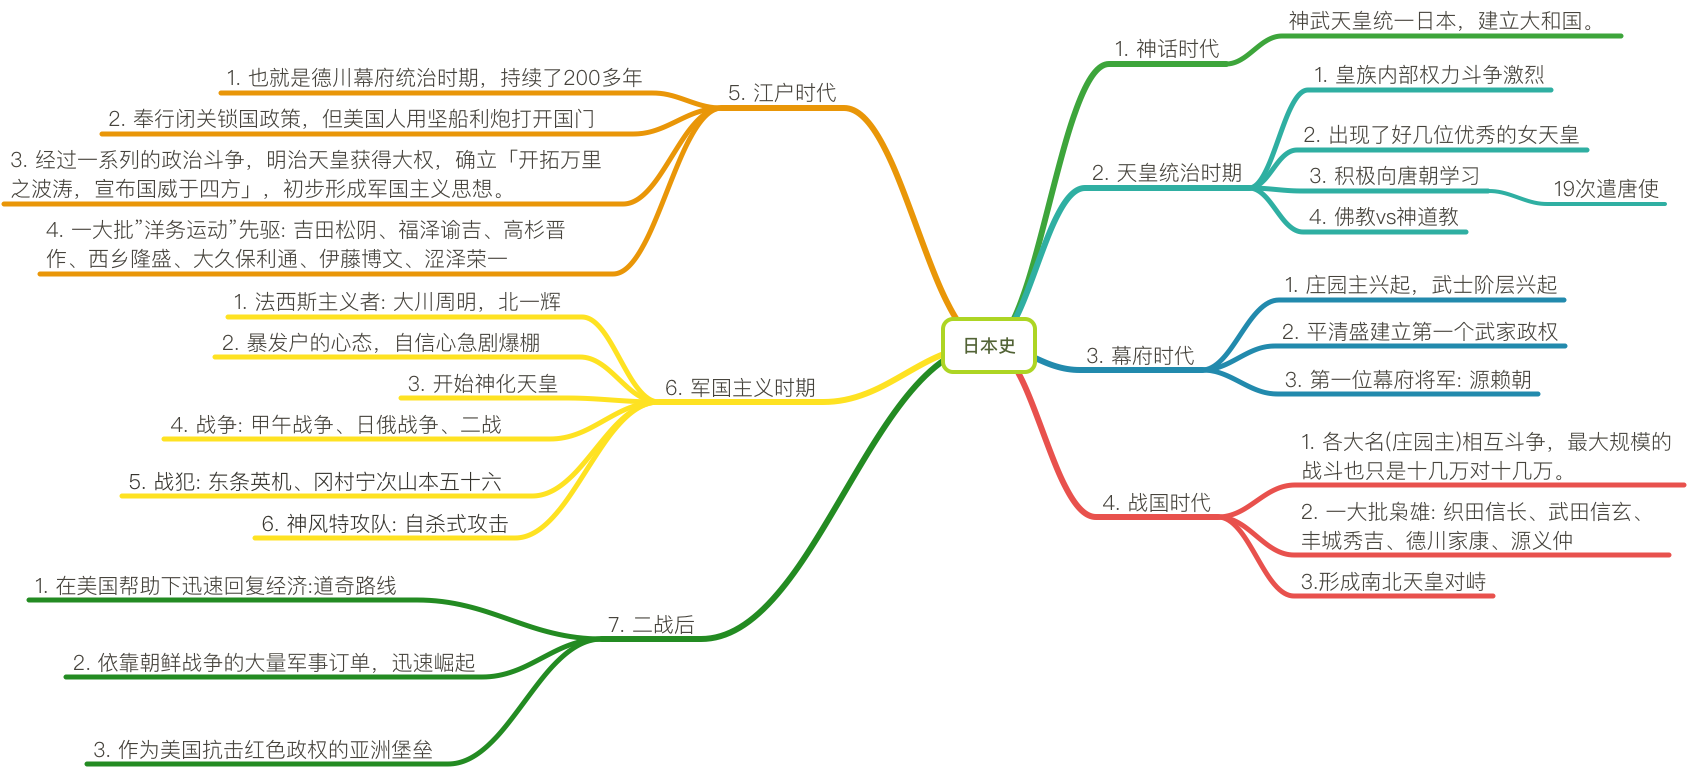 日本史
1. 神话时代
神武天皇统一日本，建立大和国。
2. 天皇统治时期
1. 皇族内部权力斗争激烈
2. 出现了好几位优秀的女天皇
3. 积极向唐朝学习
19次遣唐使
4. 佛教vs神道教
3. 幕府时代
1. 庄园主兴起，武士阶层兴起
2. 平清盛建立第一个武家政权
3. 第一位幕府将军: 源赖朝
4. 战国时代
1. 各大名(庄园主)相互斗争，最大规模的
战斗也只是十几万对十几万。
2. 一大批枭雄: 织田信长、武田信玄、
丰城秀吉、德川家康、源义仲
3.形成南北天皇对峙
5. 江户时代
1. 也就是德川幕府统治时期，持续了200多年
2. 奉行闭关锁国政策，但美国人用坚船利炮打开国门
3. 经过一系列的政治斗争，明治天皇获得大权，确立「开拓万里
之波涛，宣布国威于四方」，初步形成军国主义思想。
4. 一大批”洋务运动”先驱: 吉田松阴、福泽谕吉、高杉晋
作、西乡隆盛、大久保利通、伊藤博文、涩泽荣一
6. 军国主义时期
1. 法西斯主义者: 大川周明，北一辉
2. 暴发户的心态，自信心急剧爆棚
3. 开始神化天皇
4. 战争: 甲午战争、日俄战争、二战
5. 战犯: 东条英机、冈村宁次山本五十六
6. 神风特攻队: 自杀式攻击
7. 二战后
1. 在美国帮助下迅速回复经济:道奇路线
2. 依靠朝鲜战争的大量军事订单，迅速崛起
3. 作为美国抗击红色政权的亚洲堡垒